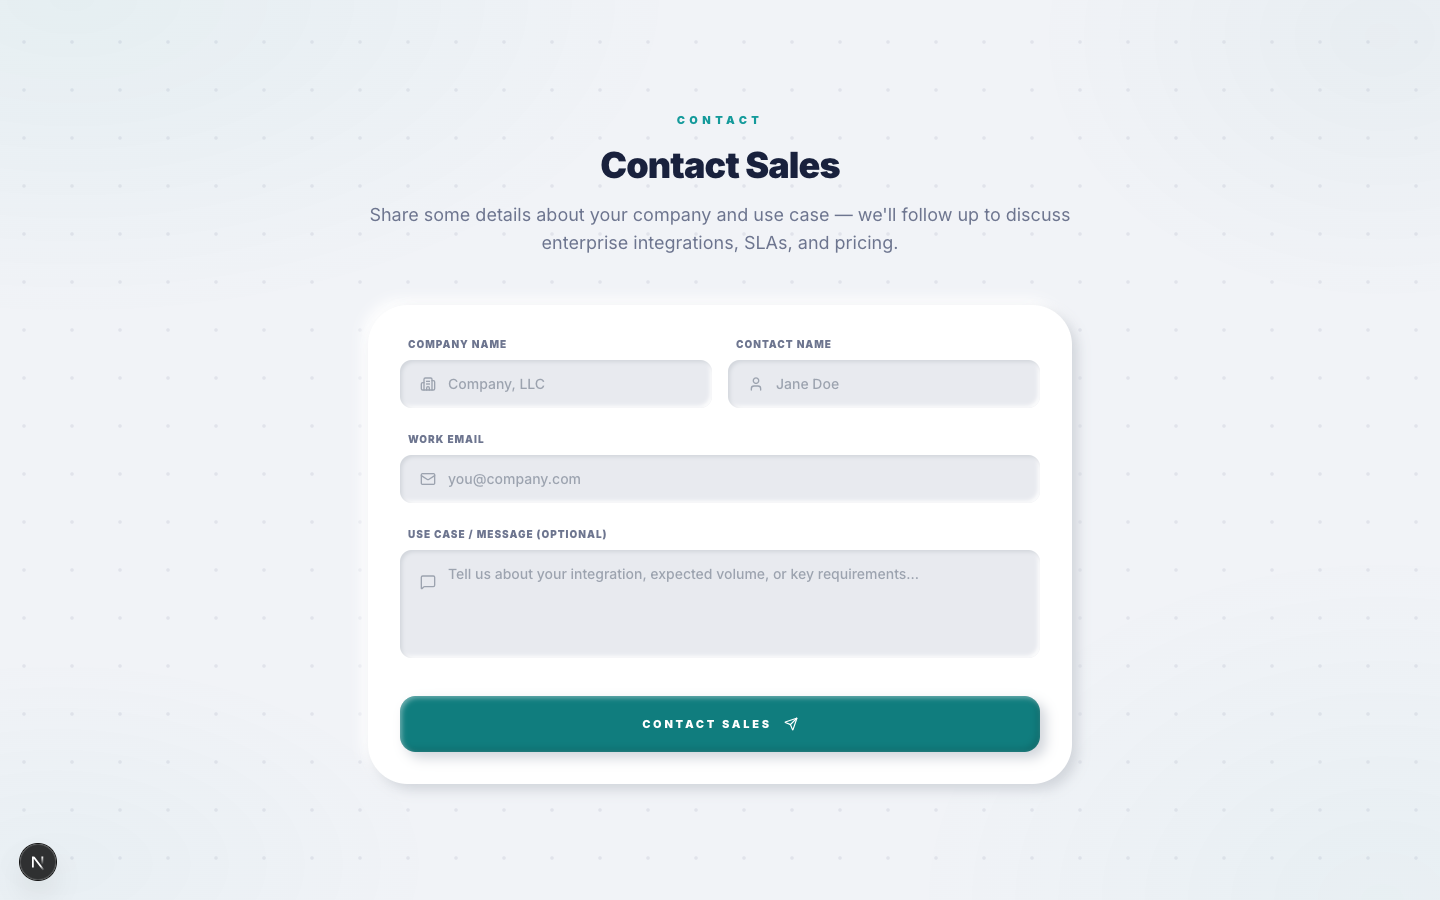 CONTACT
Contact Sales
Share some details about your company and use case — we'll follow up to discuss
enterprise integrations, SLAs, and pricing.
COMPANY NAME
CONTACT NAME
Company, LLC
Jane Doe
WORK EMAIL
you@company.com
USE CASE / MESSAGE (OPTIONAL)
Tell us about your integration, expected volume, or key requirements...
CONTACT SALES
N